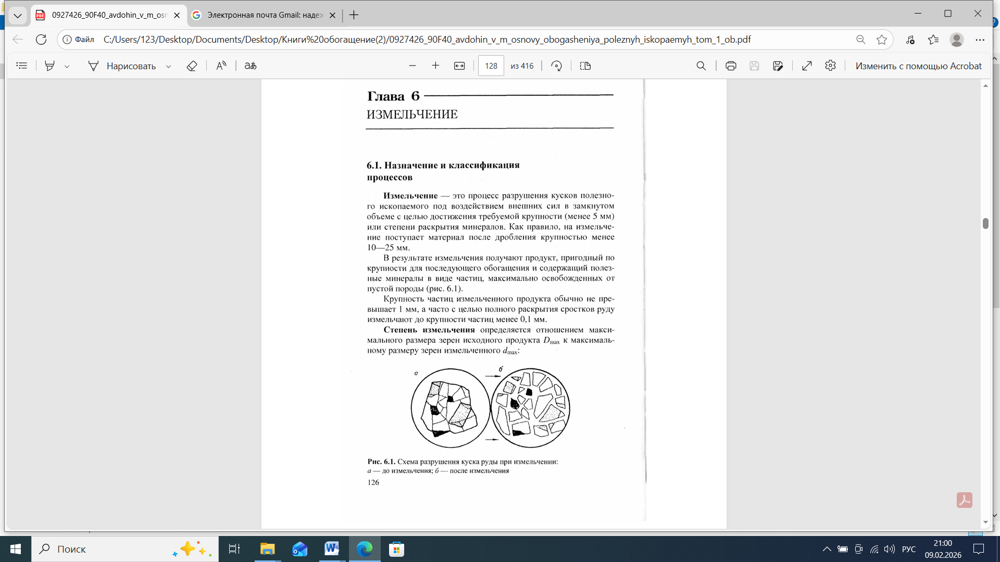 0927426_90F40_avdohin_v_m_osn
Электронная почта Gmail: надеж
Файл
C:/Users/123/Desktop/Documents/Desktop/Книги%20обогащение(2)/0927426_90F40_avdohin_v_m_osnovy_obogasheniya_poleznyh_iskopaemyh_tom_1_ob.pdf
Нарисовать
аあ
128
из 416
Изменить с помощью Acrobat
Глава 6
ИЗМЕЛЬЧЕНИЕ
6.1. Назначение и классификация
процессов
Измельчение — это процесс разрушения кусков полезно-
го ископаемого под воздействием внешних сил в замкнутом
объеме с целью достижения требуемой крупности (менее 5 мм)
или степени раскрытия минералов. Как правило, на измельче-
ние поступает материал после дробления крупностью менее
10—25 мм.
В результате измельчения получают продукт, пригодный по
крупности для последующего обогащения и содержащий полез-
ные минералы в виде частиц, максимально освобожденных от
пустой породы (рис. 6.1).
Крупность частиц измельченного продукта обычно не пре-
вышает 1 мм, а часто с целью полного раскрытия сростков руду
измельчают до крупности частиц менее 0,1 мм.
Степень измельчения определяется отношением макси-
мального размера зерен исходного продукта Dmax к максималь-
ному размеру зерен измельченного dmax:
а
б
Рис. 6.1. Схема разрушения куска руды при измельчении:
а — до измельчения; б — после измельчения
126
Поиск
РУС
21:00
09.02.2026